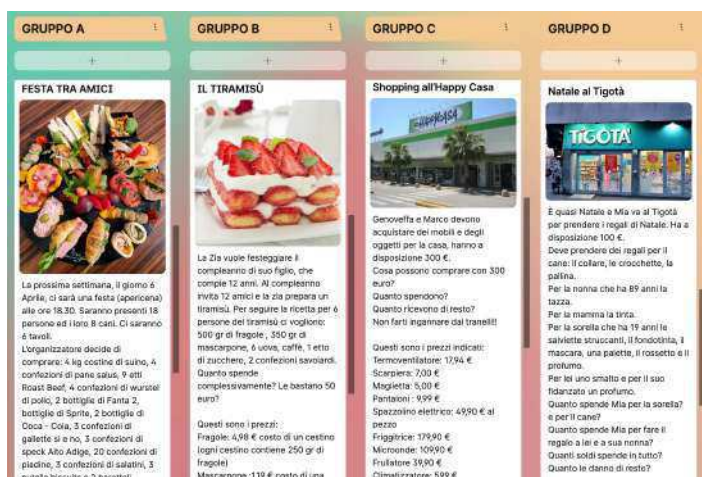 GRUPPO A
FESTA TRA AMICI
La prossima settimana, il giorno 6
Aprile, ci sarà una festa (apericena)
alle ore 18.30. Saranno presenti 18
persone ed i loro 8 cani. Ci saranno
6 tavoli.
L'organizzatore decide di
comprare: 4 kg costine di suino, 4
confezioni di pane salus, 9 etti
Roast Beef, 4 confezioni di wurstel
di pollo, 2 bottiglie di Fanta 2,
bottiglie di Sprite, 2 bottiglie di
Coca - Cola, 3 confezioni di
gallette si e no, 3 confezioni di
speck Alto Adige, 20 confezioni di
piadine, 3 confezioni di salatini, 3
GRUPPO B
IL TIRAMISÙ
La Zia vuole festeggiare il
compleanno di suo figlio, che
compie 12 anni. Al compleanno
invita 12 amici e la zia prepara un
tiramisù. Per seguire la ricetta per 6
persone del tiramisù ci vogliono:
500 gr di fragole , 350 gr di
mascarpone, 6 uova, caffè, 1 etto
di zucchero, 2 confezioni savoiardi.
Quanto spende
complessivamente? Le bastano 50
euro?
Questi sono i prezzi:
Fragole: 4,98 € costo di un cestino
(ogni cestino contiene 250 gr di
fragole)
Mascarpone :1,19 € costo di una
GRUPPO C
Shopping all'Happy Casa
HAPPY CASA
Genoveffa e Marco devono
acquistare dei mobili e degli
oggetti per la casa, hanno a
disposizione 300 €.
Cosa possono comprare con 300
euro?
Quanto spendono?
Quanto ricevono di resto?
Non farti ingannare dai tranelli!!
Questi sono i prezzi indicati:
Termoventilatore: 17,94 €
Scarpiera: 7,00 €
Maglietta: 5,00 €
Pantaloni : 9,99 €
Spazzolino elettrico: 49,90 € al
pezzo
Friggitrice: 179,90 €
Microonde: 109,90 €
Frullatore 39,90 €
Climatizzatore: 599 €
GRUPPO D
Natale al Tigotà
TIGOTÀ
È quasi Natale e Mia va al Tigotà
per prendere i regali di Natale. Ha a
disposizione 100 €.
Deve prendere dei regali per il
cane: il collare, le crocchette, la
pallina.
Per la nonna che ha 89 anni la
tazza.
Per la mamma la tinta.
Per la sorella che ha 19 anni le
salviette struccanti, il fondotinta, il
mascara, una palette, il rossetto e il
profumo.
Per lei uno smalto e per il suo
fidanzato un profumo.
Quanto spende Mia per la sorella?
e per il cane?
Quanto spende Mia per fare il
regalo a lei e a sua nonna?
Quanti soldi spende in tutto?
Quanto le danno di resto?